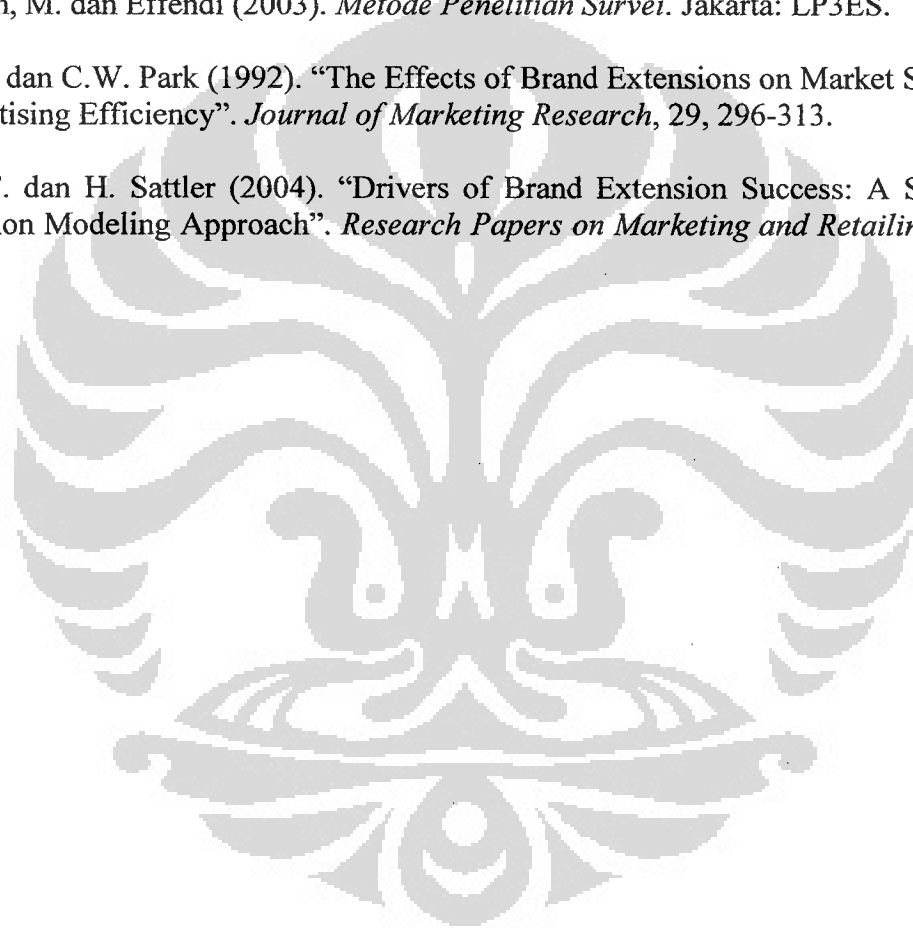 n, M. dan Effendi (2003). Metode Penelitian Survei. Jakarta: LP3ES.
dan C.W. Park (1992). “The Effects of Brand Extensions on Market S
tising Efficiency”. Journal of Marketing Research, 29, 296-313.
. dan H. Sattler (2004). “Drivers of Brand Extension Success: A S
on Modeling Approach”. Research Papers on Marketing and Retailin